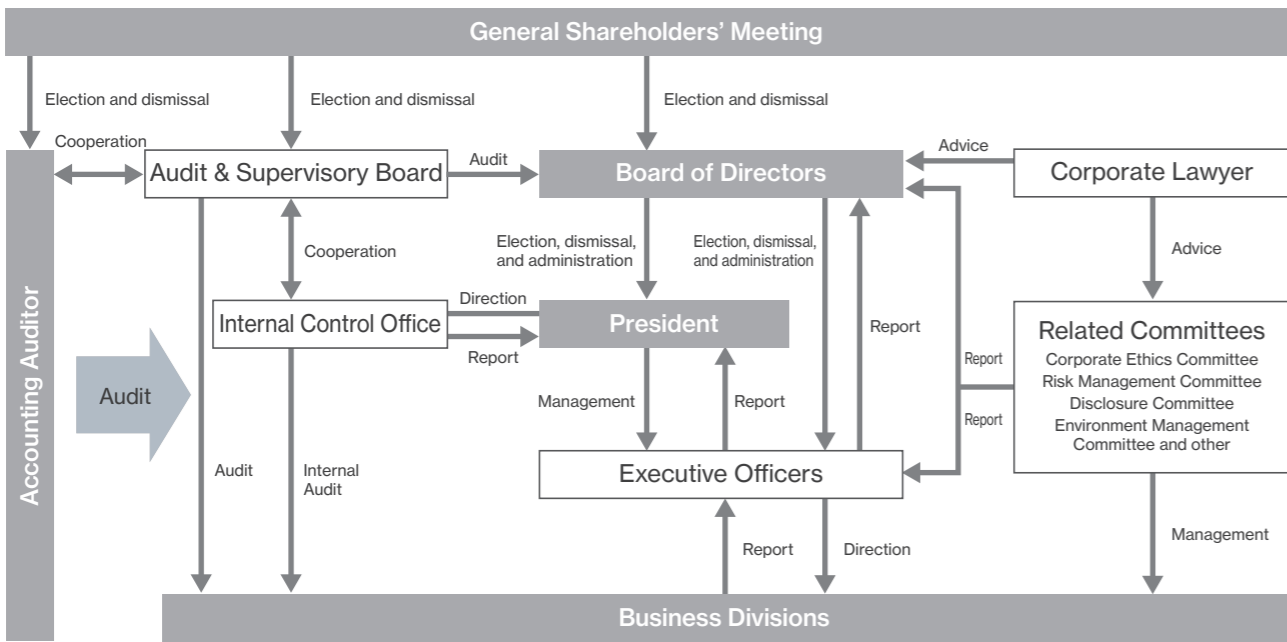 General Shareholders' Meeting
Election and dismissal
Election and dismissal
Election and dismissal
Cooperation
Audit & Supervisory Board
Audit
Board of Directors
Advice
Corporate Lawyer
Cooperation
Election, dismissal,
and administration
Election, dismissal,
and administration
Advice
Accounting Auditor
Internal Control Office
Direction
Report
President
Report
Related Committees
Corporate Ethics Committee
Risk Management Committee
Disclosure Committee
Environment Management
Committee and other
Report
Report
Audit
Management
Report
Audit
Internal
Audit
Executive Officers
Report
Direction
Management
Business Divisions